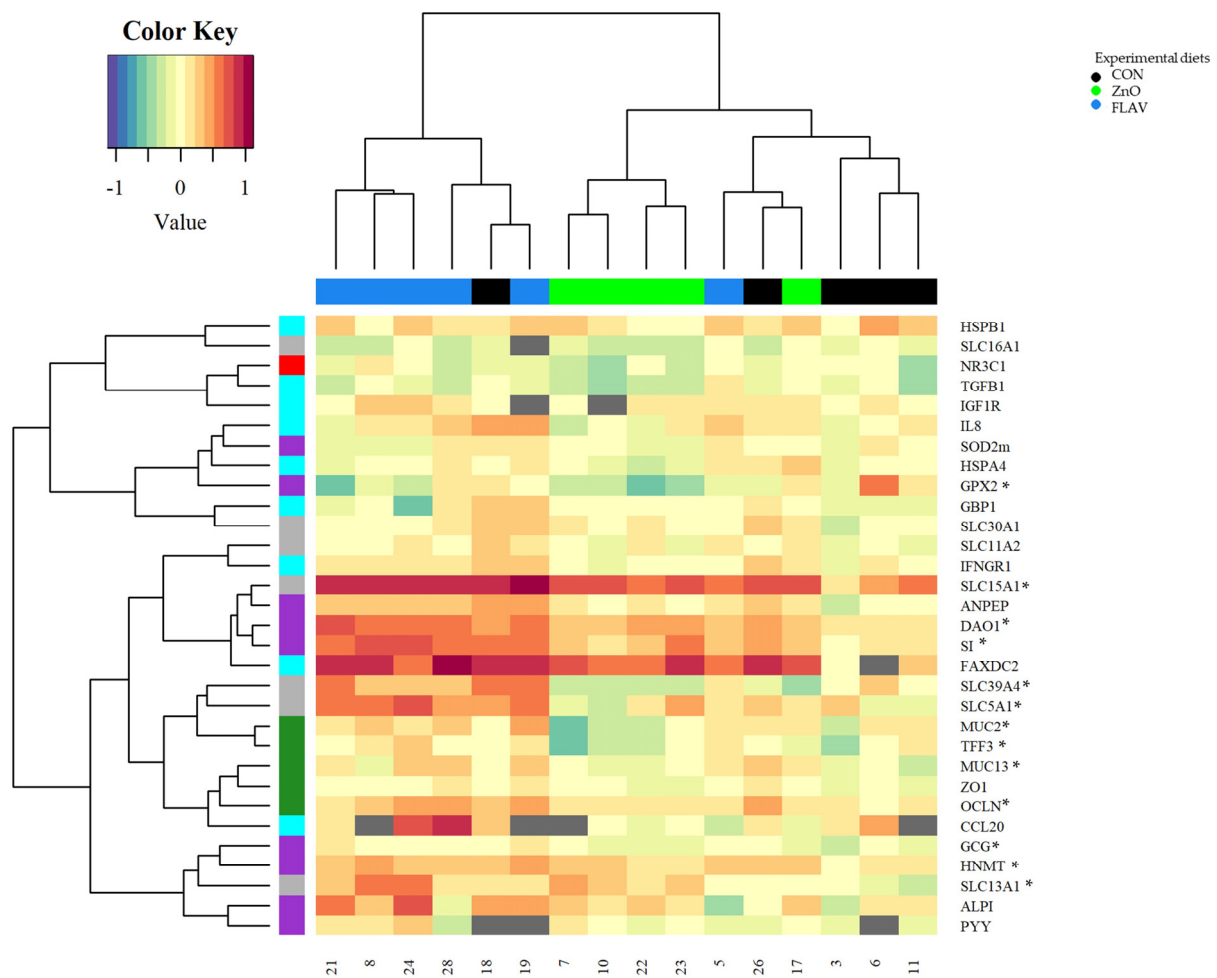 Color Key
-1 0 1
Value
Experimental diets
CON
ZnO
FLAV
HSPB1
SLC16A1
NR3C1
TGFB1
IGF1R
IL8
SOD2m
HSPA4
GPX2 *
GBP1
SLC30A1
SLC11A2
IFNGR1
SLC15A1*
ANPEP
DAO1*
SI *
FAXDC2
SLC39A4*
SLC5A1*
MUC2*
TFF3 *
MUC13 *
ZO1
OCLN*
CCL20
GCG*
HNMT *
SLC13A1 *
ALPI
PYY
21 8 24 28 18 19 7 10 22 23 5 26 17 3 6 11